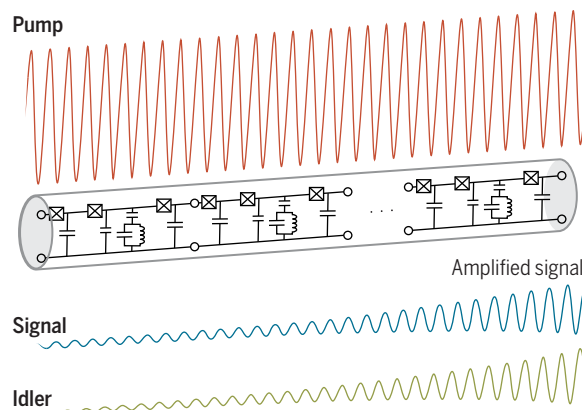 Pump
. . .
Amplified signal
Signal
Idler